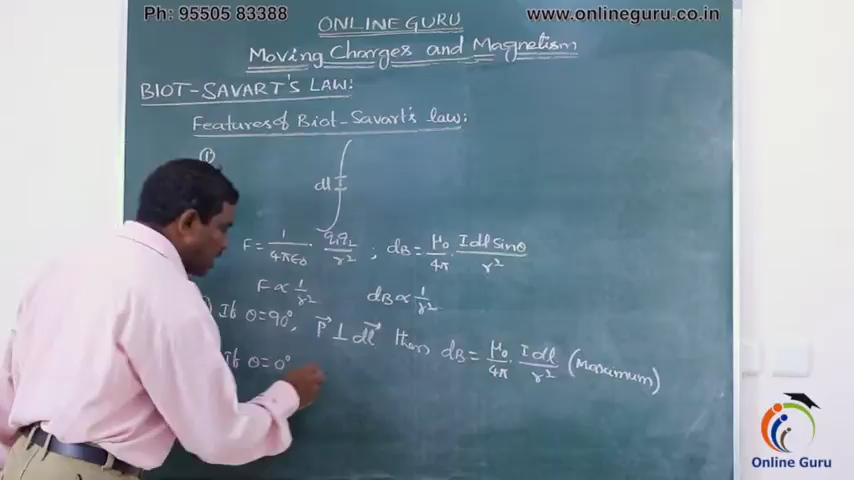 Ph: 95505 83388
www.onlineguru.co.in
ONLINE GURU
Moving Charges and Magnetism
BIOT-SAVART'S LAW:
Features of Biot-Savart's law:
①
dl I
F = 1/4πε₀ · q₁q₂/r² ; dB = μ₀/4π · Idl sinθ/r²
F ∝ 1/r² dB ∝ 1/r²
If θ=90°, r⃗ ⊥ dl⃗ then dB = μ₀/4π · Idl/r² (Maximum)
If θ=0°
Online Guru